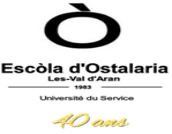 Ò
Escòla d'Ostalaria
Les-Val d'Aran
1983
Université du Service
40 ans